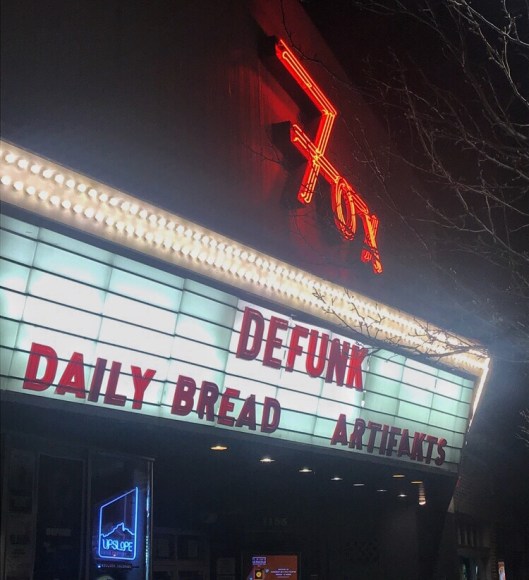 FOX
DEFUNK
DAILY BREAD ARTIFAKTS
UPSLOPE